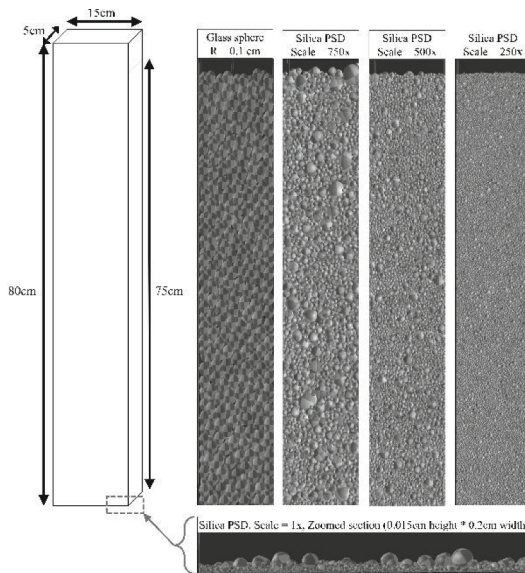 15cm
5cm
80cm
75cm
Glass sphere
R 0,1 cm
Silica PSD
Scale 750x
Silica PSD
Scale 500x
Silica PSD
Scale 250x
Silica PSD. Scale = 1x, Zoomed section (0.015cm height * 0.2cm width